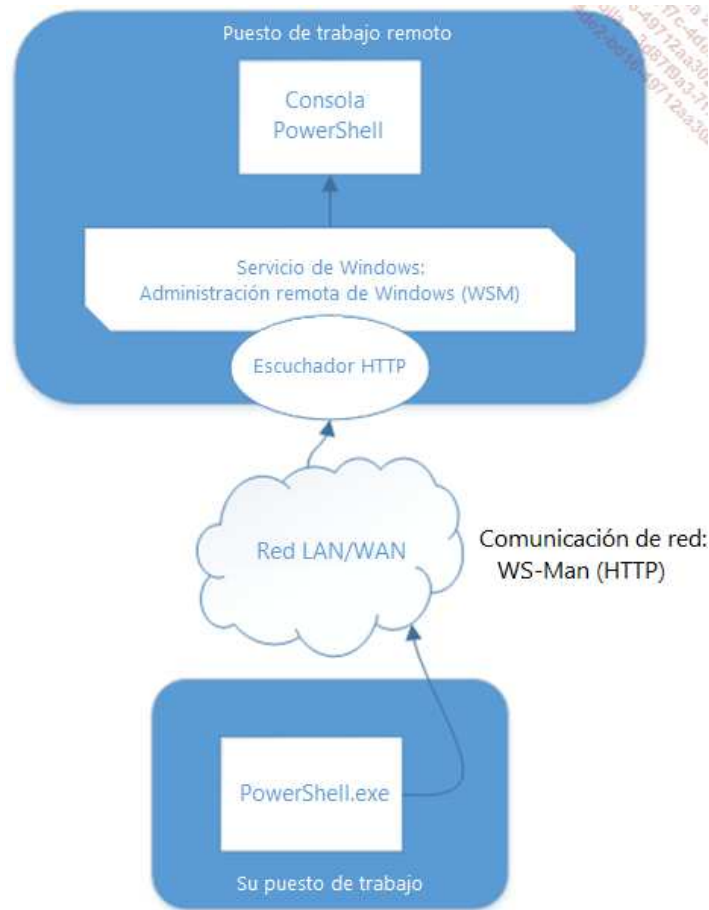 Puesto de trabajo remoto
Consola
PowerShell
Servicio de Windows:
Administración remota de Windows (WSM)
Escuchador HTTP
Red LAN/WAN
Comunicación de red:
WS-Man (HTTP)
PowerShell.exe
Su puesto de trabajo